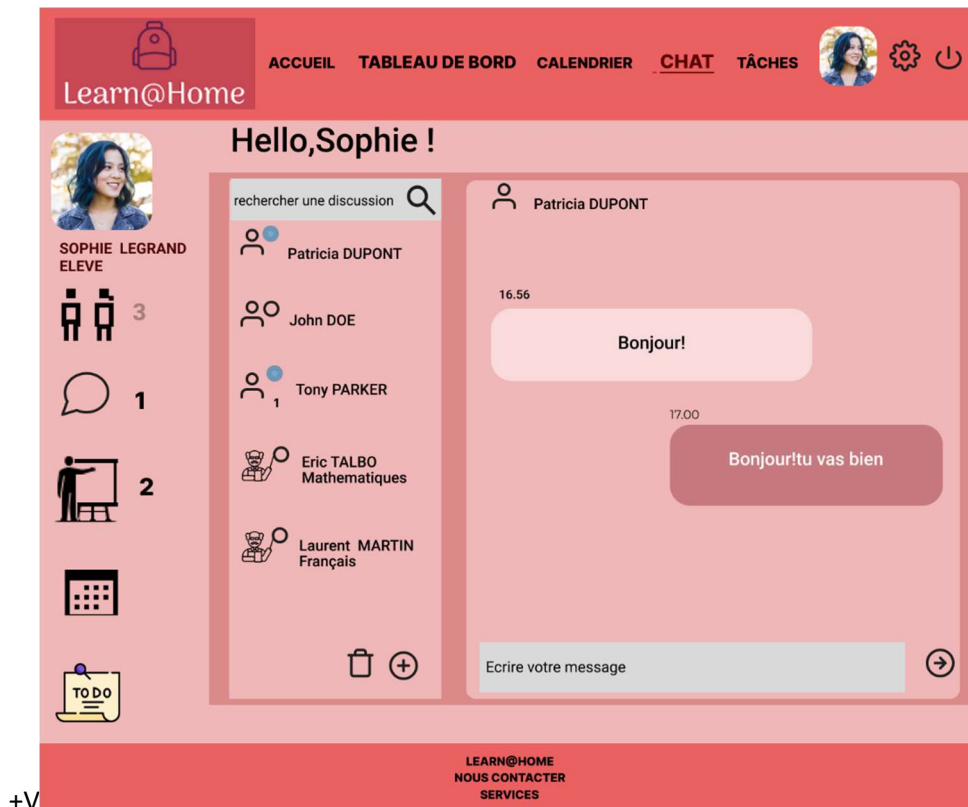 Learn@Home
ACCUEIL TABLEAU DE BORD CALENDRIER CHAT TÂCHES
Hello,Sophie !
SOPHIE LEGRAND
ELEVE
3
1
2
TO DO
rechercher une discussion
Patricia DUPONT
John DOE
1 Tony PARKER
Eric TALBO
Mathematiques
Laurent MARTIN
Français
Patricia DUPONT
16.56
Bonjour!
17.00
Bonjour!tu vas bien
Ecrire votre message
LEARN@HOME
NOUS CONTACTER
SERVICES
+V